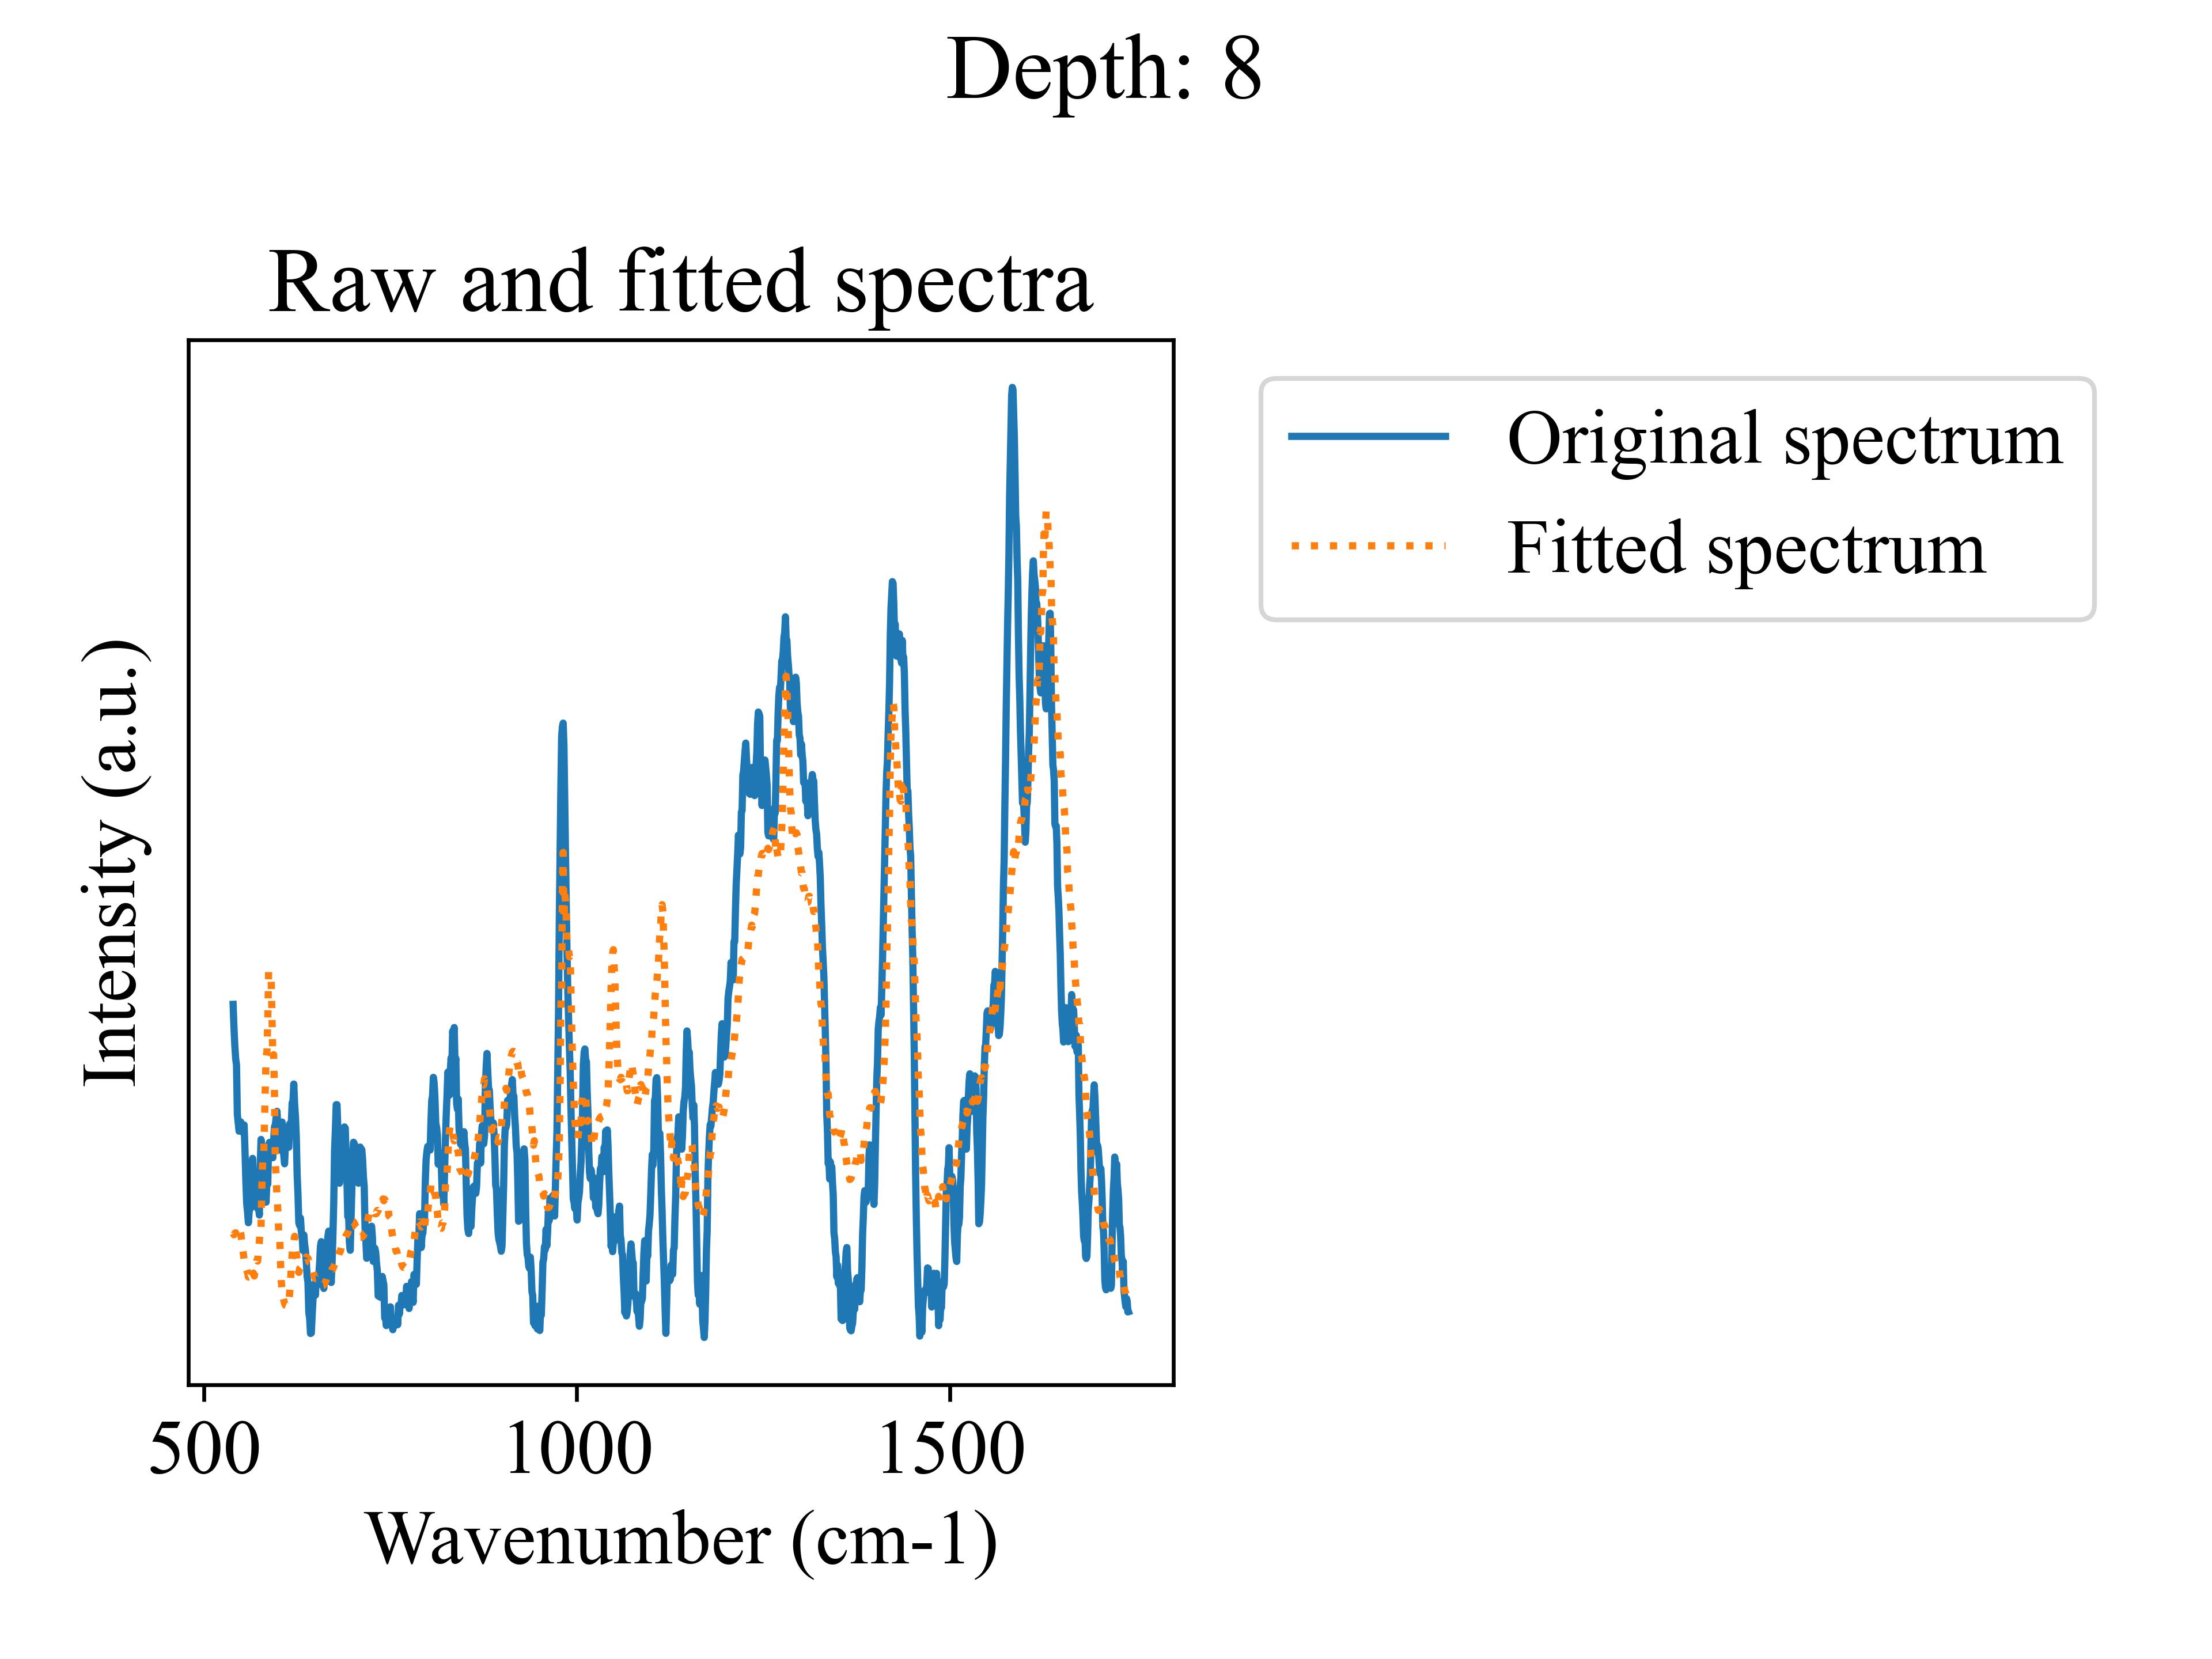 Depth: 8
Raw and fitted spectra
Original spectrum
Fitted spectrum
Intensity (a.u.)
500 1000 1500
Wavenumber (cm-1)